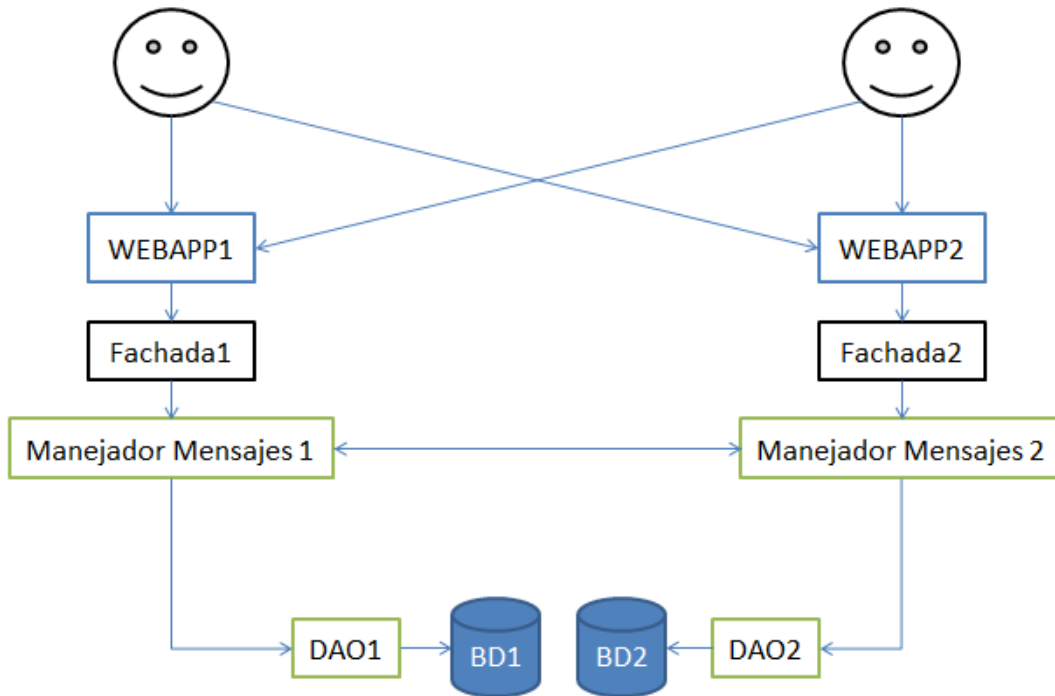 WEBAPP1
WEBAPP2
Fachada1
Fachada2
Manejador Mensajes 1
Manejador Mensajes 2
DAO1
BD1
BD2
DAO2